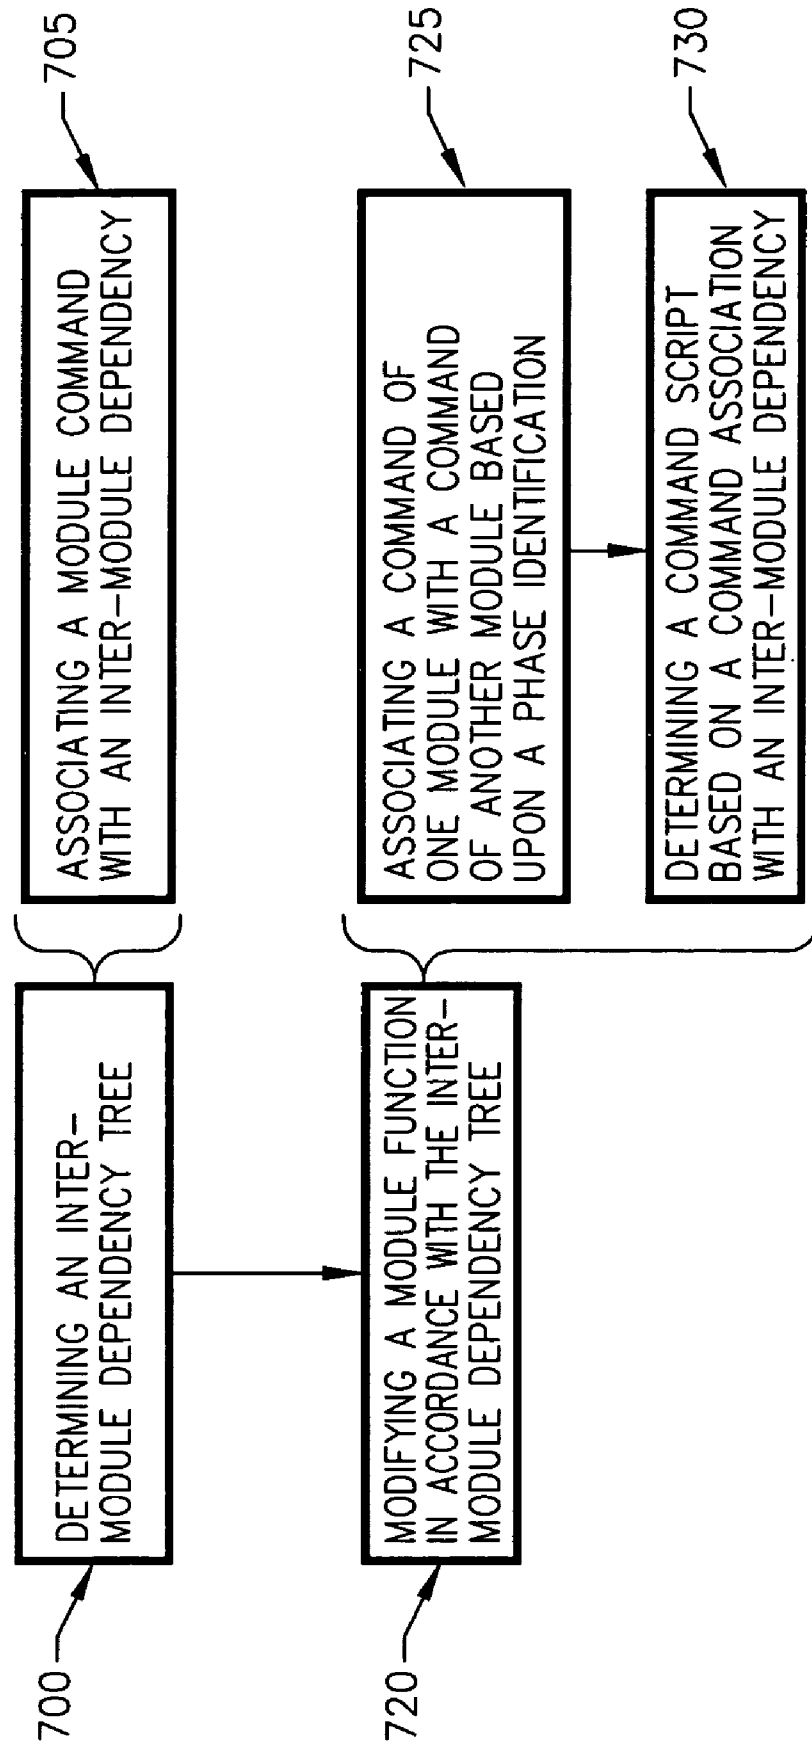 700
DETERMINING AN INTER-
MODULE DEPENDENCY TREE
ASSOCIATING A MODULE COMMAND
WITH AN INTER-MODULE DEPENDENCY
705
720
MODIFYING A MODULE FUNCTION
IN ACCORDANCE WITH THE INTER-
MODULE DEPENDENCY TREE
ASSOCIATING A COMMAND OF
ONE MODULE WITH A COMMAND
OF ANOTHER MODULE BASED
UPON A PHASE IDENTIFICATION
725
DETERMINING A COMMAND SCRIPT
BASED ON A COMMAND ASSOCIATION
WITH AN INTER-MODULE DEPENDENCY
730